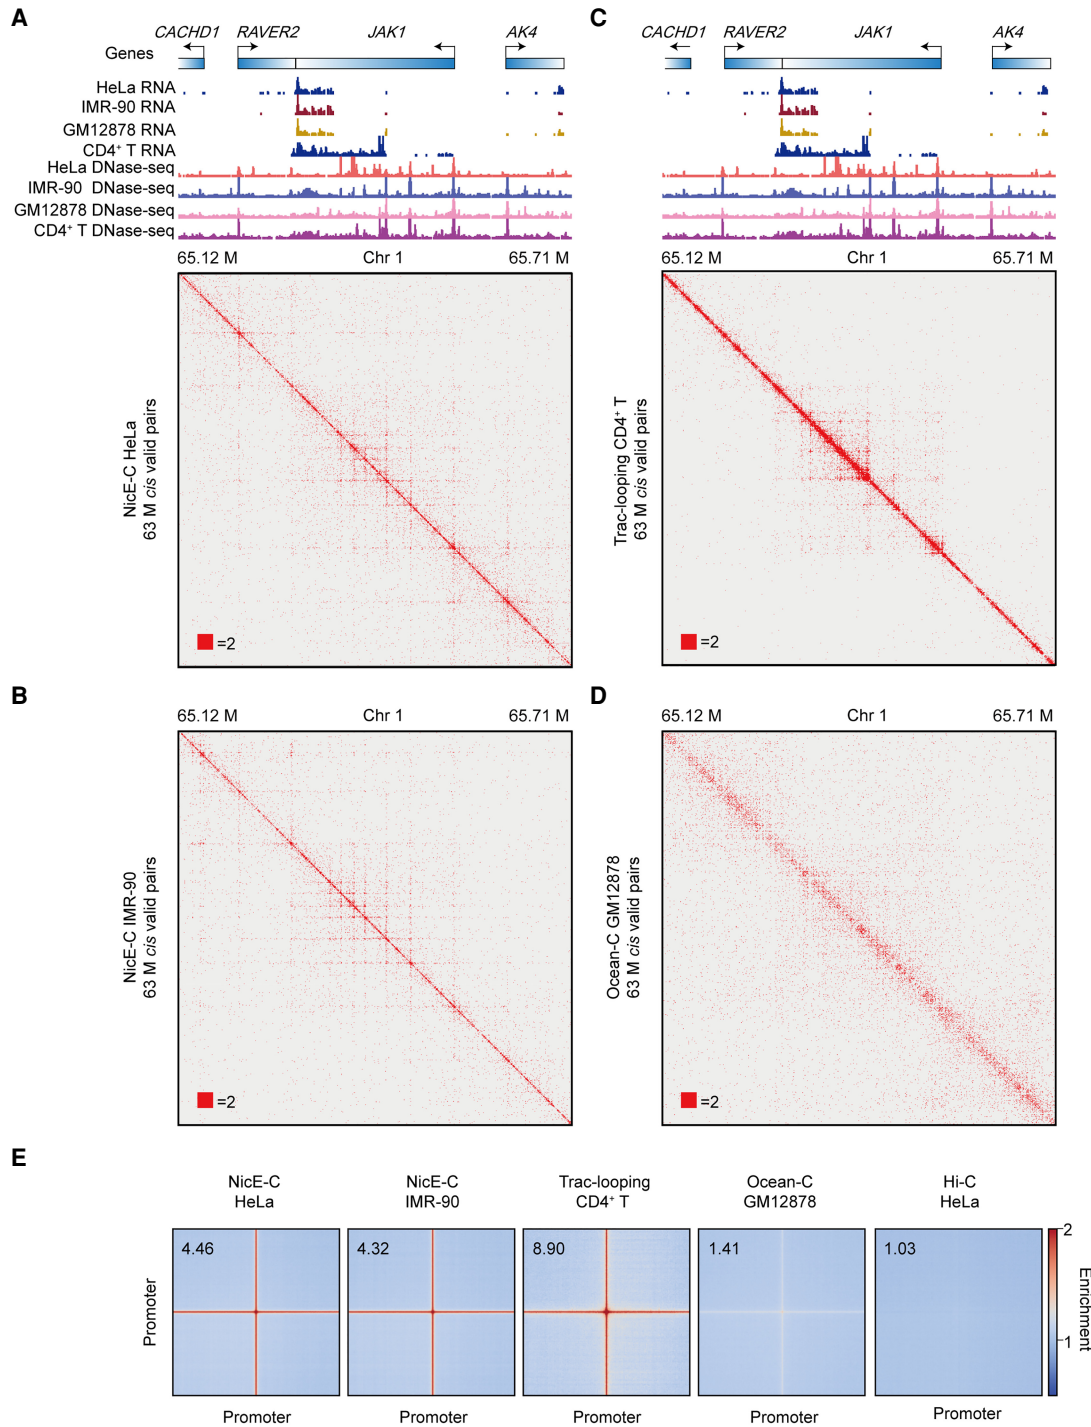 A
CACHD1 RAVER2 JAK1 AK4
Genes
HeLa RNA
IMR-90 RNA
GM12878 RNA
CD4⁺ T RNA
HeLa DNase-seq
IMR-90 DNase-seq
GM12878 DNase-seq
CD4⁺ T DNase-seq
65.12 M Chr 1 65.71 M
NicE-C HeLa
63 M cis valid pairs
=2
C
CACHD1 RAVER2 JAK1 AK4
65.12 M Chr 1 65.71 M
Trac-looping CD4⁺ T
63 M cis valid pairs
=2
B
65.12 M Chr 1 65.71 M
NicE-C IMR-90
63 M cis valid pairs
=2
D
65.12 M Chr 1 65.71 M
Ocean-C GM12878
63 M cis valid pairs
=2
E
NicE-C
HeLa
NicE-C
IMR-90
Trac-looping
CD4⁺ T
Ocean-C
GM12878
Hi-C
HeLa
4.46
4.32
8.90
1.41
1.03
Promoter
Promoter
Promoter
Promoter
Promoter
Promoter
2
1
Enrichment